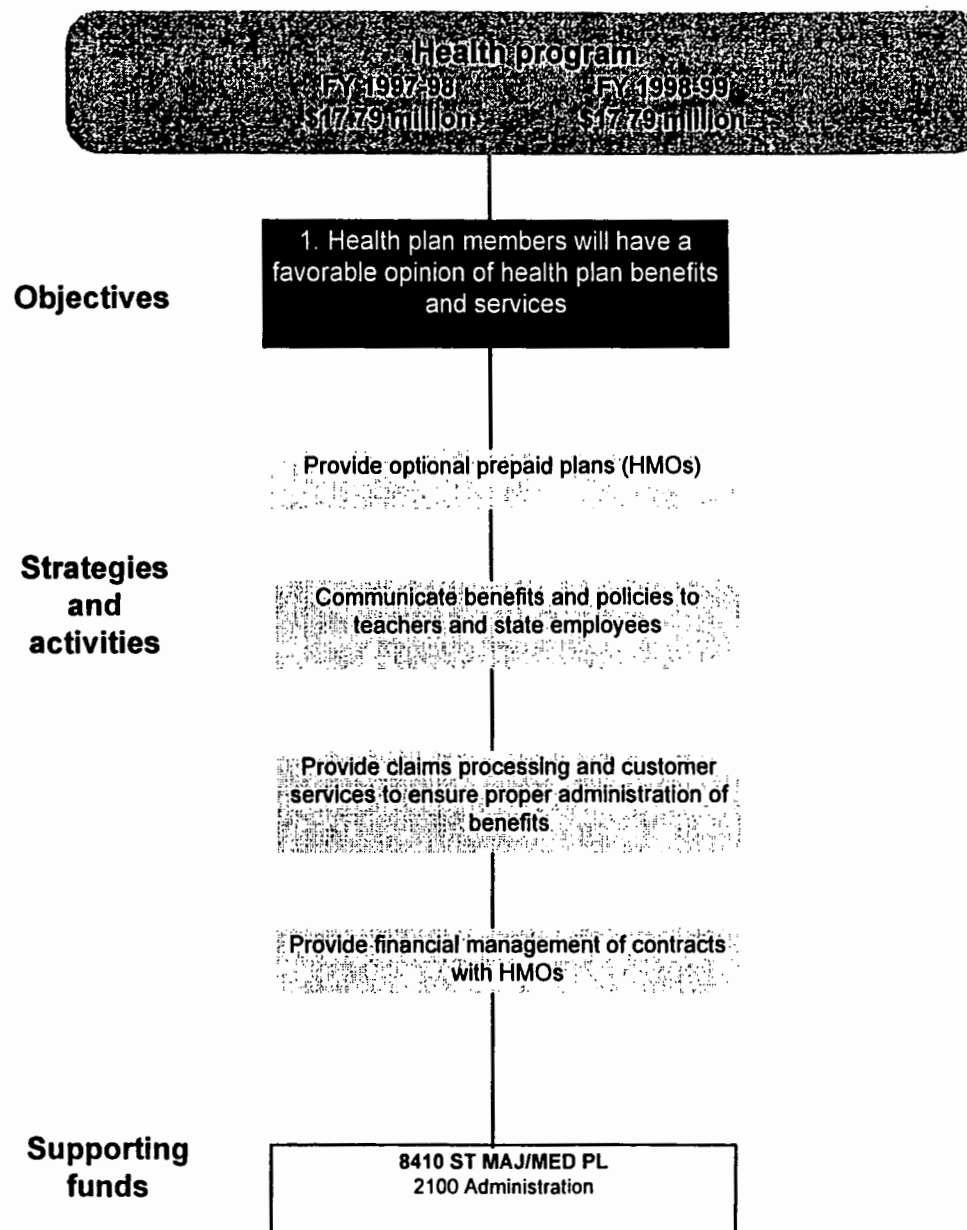 Health program
FY 1997-98 FY 1998-99
$17.79 million $17.79 million
Objectives
1. Health plan members will have a
favorable opinion of health plan benefits
and services
Provide optional prepaid plans (HMOs)
Strategies
and
activities
Communicate benefits and policies to
teachers and state employees
Provide claims processing and customer
services to ensure proper administration of
benefits
Provide financial management of contracts
with HMOs
Supporting
funds
8410 ST MAJ/MED PL
2100 Administration